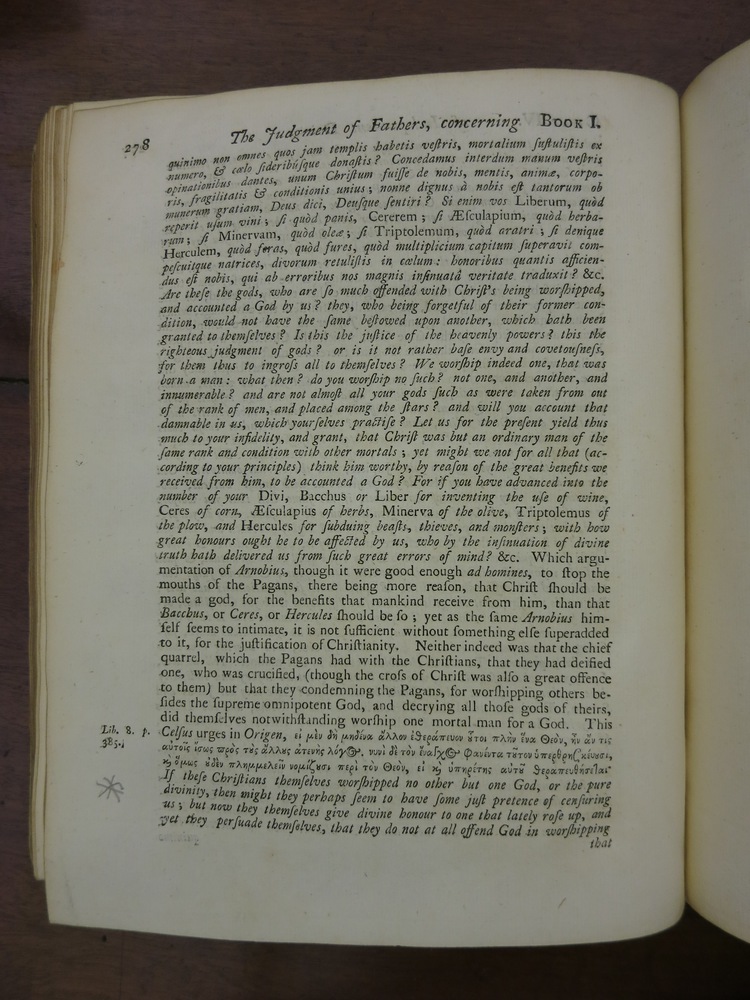 278 The Judgment of Fathers, concerning BOOK I.
quinimo non omnes quos jam templis habetis veſtris, mortalium ſuſtuliſtis ex
numero, & cœlo ſideribúſque donaſtis? Concedamus interdum manum veſtris
opinationibus dantes, unum Chriſtum fuiſſe de nobis, mentis, animæ, corpo-
ris, fragilitatis & conditionis unius; nonne dignus à nobis eſt tantorum ob
munerum gratiam, Deus dici, Deuſque ſentiri? Si enim vos Liberum, quòd
reperit uſum vini; ſi quòd panis, Cererem; ſi Æſculapium, quòd herba-
rum; ſi Minervam, quòd oleæ; ſi Triptolemum, quòd aratri; ſi denique
Herculem, quòd feras, quòd fures, quòd multiplicium capitum ſuperavit com-
peſcuitque natrices, divorum retuliſtis in cœlum: honoribus quantis afficien-
dus eſt nobis, qui ab erroribus nos magnis inſinuatâ veritate traduxit? &c.
Are theſe the gods, who are ſo much offended with Chriſt's being worſhipped,
and accounted a God by us? they, who being forgetful of their former con-
dition, would not have the ſame beſtowed upon another, which hath been
granted to themſelves? Is this the juſtice of the heavenly powers? this the
righteous judgment of gods? or is it not rather baſe envy and covetouſneſs,
for them thus to ingroſs all to themſelves? We worſhip indeed one, that was
born a man: what then? do you worſhip no ſuch? not one, and another, and
innumerable? and are not almoſt all your gods ſuch as were taken from out
of the rank of men, and placed among the ſtars? and will you account that
damnable in us, which yourſelves practiſe? Let us for the preſent yield thus
much to your infidelity, and grant, that Chriſt was but an ordinary man of the
ſame rank and condition with other mortals; yet might we not for all that (ac-
cording to your principles) think him worthy, by reaſon of the great benefits we
received from him, to be accounted a God? For if you have advanced into the
number of your Divi, Bacchus or Liber for inventing the uſe of wine,
Ceres of corn, Æſculapius of herbs, Minerva of the olive, Triptolemus of
the plow, and Hercules for ſubduing beaſts, thieves, and monſters; with how
great honours ought he to be affected by us, who by the inſinuation of divine
truth hath delivered us from ſuch great errors of mind? &c. Which argu-
mentation of Arnobius, though it were good enough ad homines, to ſtop the
mouths of the Pagans, there being more reaſon, that Chriſt ſhould be
made a god, for the benefits that mankind receive from him, than that
Bacchus, or Ceres, or Hercules ſhould be ſo; yet as the ſame Arnobius him-
ſelf ſeems to intimate, it is not ſufficient without ſomething elſe ſuperadded
to it, for the juſtification of Chriſtianity. Neither indeed was that the chief
quarrel, which the Pagans had with the Chriſtians, that they had deified
one, who was crucified, (though the croſs of Chriſt was alſo a great offence
to them) but that they condemning the Pagans, for worſhipping others be-
ſides the ſupreme omnipotent God, and decrying all thoſe gods of theirs,
did themſelves notwithſtanding worſhip one mortal man for a God. This
Lib. 8. p.
385.
Celſus urges in Origen, εἰ μὲν δὴ μηδένα ἄλλον ἐθεράπευον οὗτοι πλὴν ἕνα Θεὸν, ἦν ἄν τις
αὐτοῖς ἴσως πρὸς τοὺς ἄλλους ἀτενὴς λόγος· νυνὶ δὲ τὸν ἔναγχος φανέντα τοῦτον ὑπερθρησκεύουσι,
καὶ ὅμως οὐδὲν πλημμελεῖν νομίζουσι περὶ τὸν Θεὸν, εἰ καὶ ὑπηρέτης αὐτοῦ θεραπευθήσεται·
If theſe Chriſtians themſelves worſhipped no other but one God, or the pure
divinity, then might they perhaps ſeem to have ſome juſt pretence of cenſuring
us; but now they themſelves give divine honour to one that lately roſe up, and
yet they perſuade themſelves, that they do not at all offend God in worſhipping
that